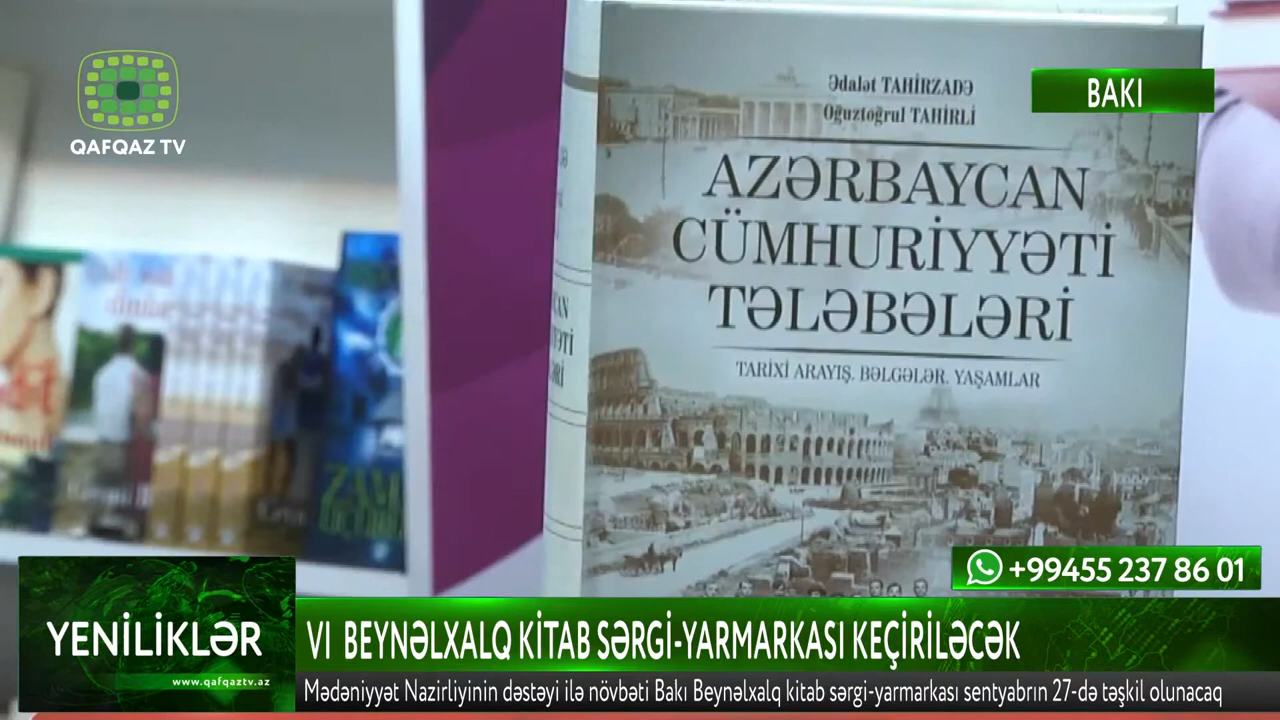 QAFQAZ TV
BAKI
Ədalət TAHİRZADƏ
Oğuztoğrul TAHİRLİ
AZƏRBAYCAN
CÜMHURİYYƏTİ
TƏLƏBƏLƏRİ
TARİXİ ARAYIŞ. BƏLGƏLƏR. YAŞAMLAR
+99455 237 86 01
YENİLİKLƏR
www.qafqaztv.az
VI BEYNƏLXALQ KİTAB SƏRGİ-YARMARKASI KEÇİRİLƏCƏK
Mədəniyyət Nazirliyinin dəstəyi ilə növbəti Bakı Beynəlxalq kitab sərgi-yarmarkası sentyabrın 27-də təşkil olunacaq